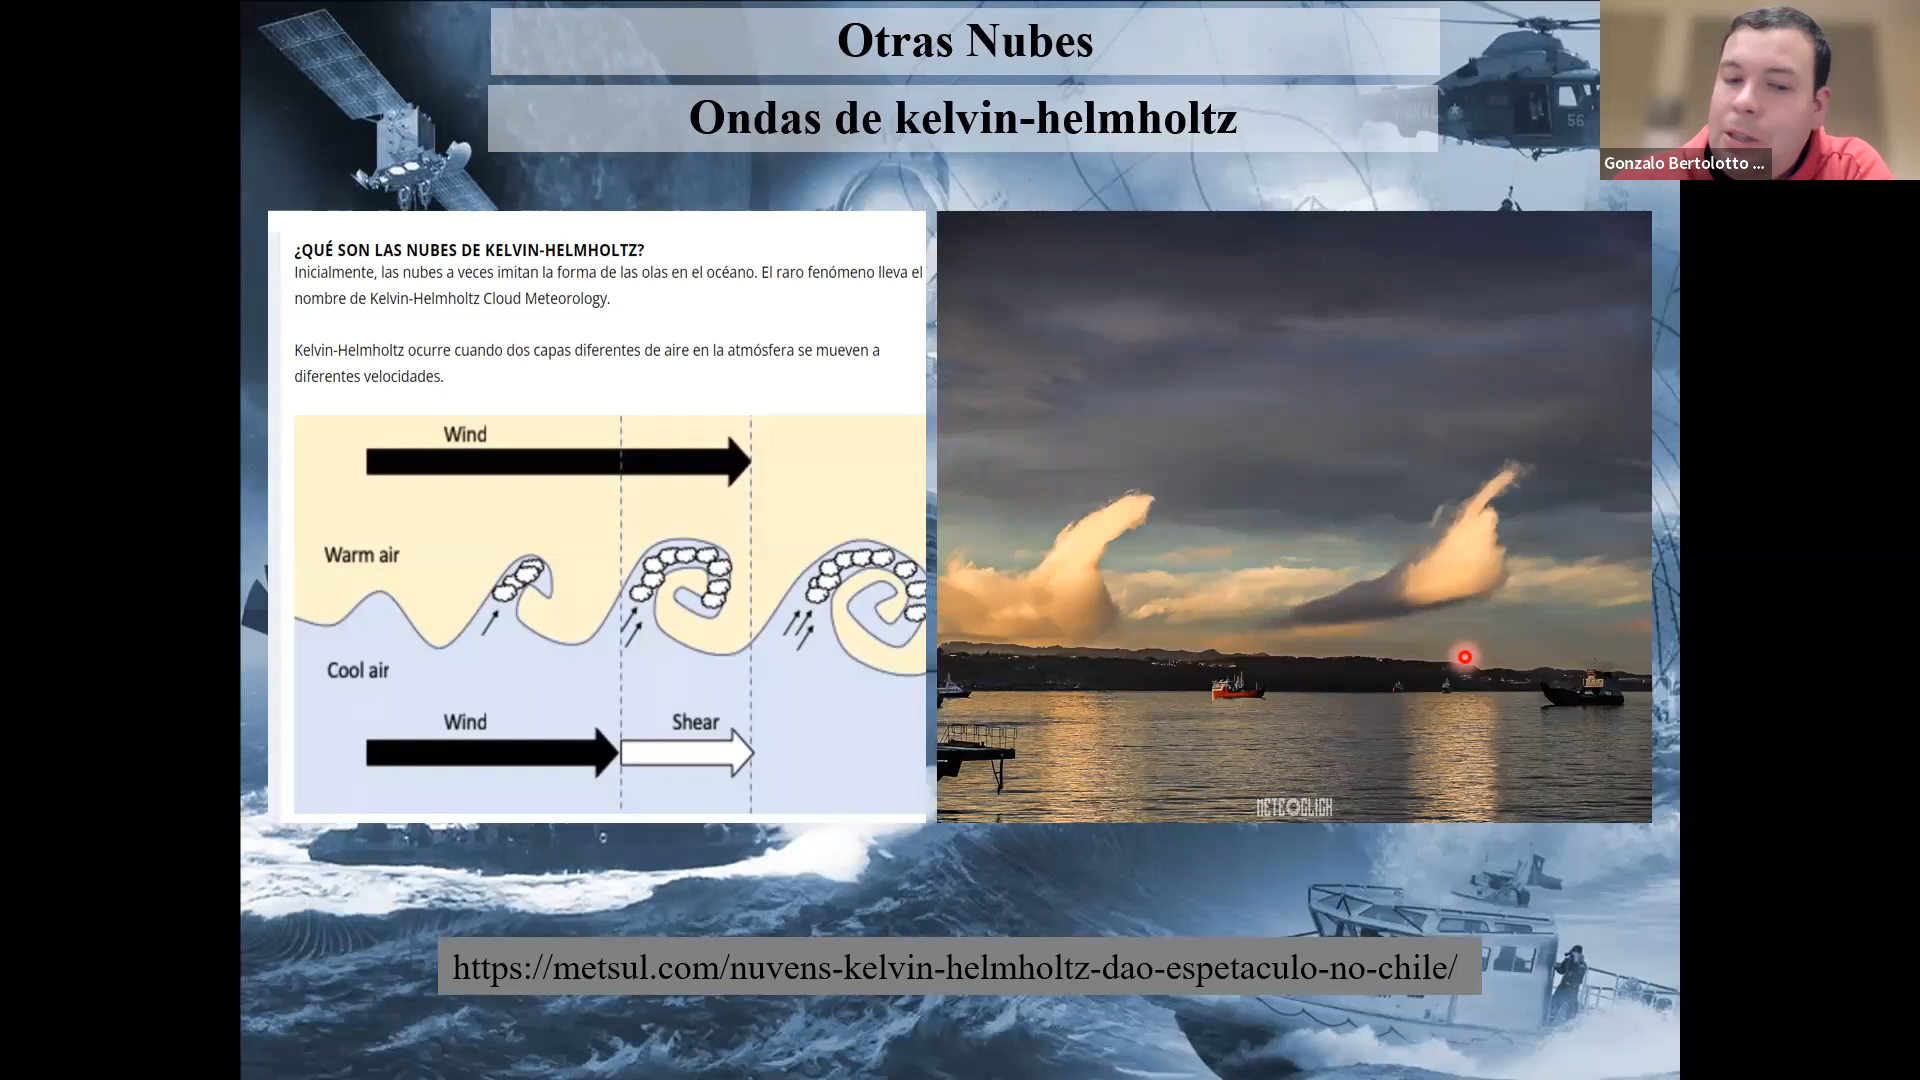 Otras Nubes
Ondas de kelvin-helmholtz
56
Gonzalo Bertolotto ...
¿QUÉ SON LAS NUBES DE KELVIN-HELMHOLTZ?
Inicialmente, las nubes a veces imitan la forma de las olas en el océano. El raro fenómeno lleva el
nombre de Kelvin-Helmholtz Cloud Meteorology.
Kelvin-Helmholtz ocurre cuando dos capas diferentes de aire en la atmósfera se mueven a
diferentes velocidades.
Wind
Warm air
Cool air
Wind
Shear
METEOCLICK
https://metsul.com/nuvens-kelvin-helmholtz-dao-espetaculo-no-chile/